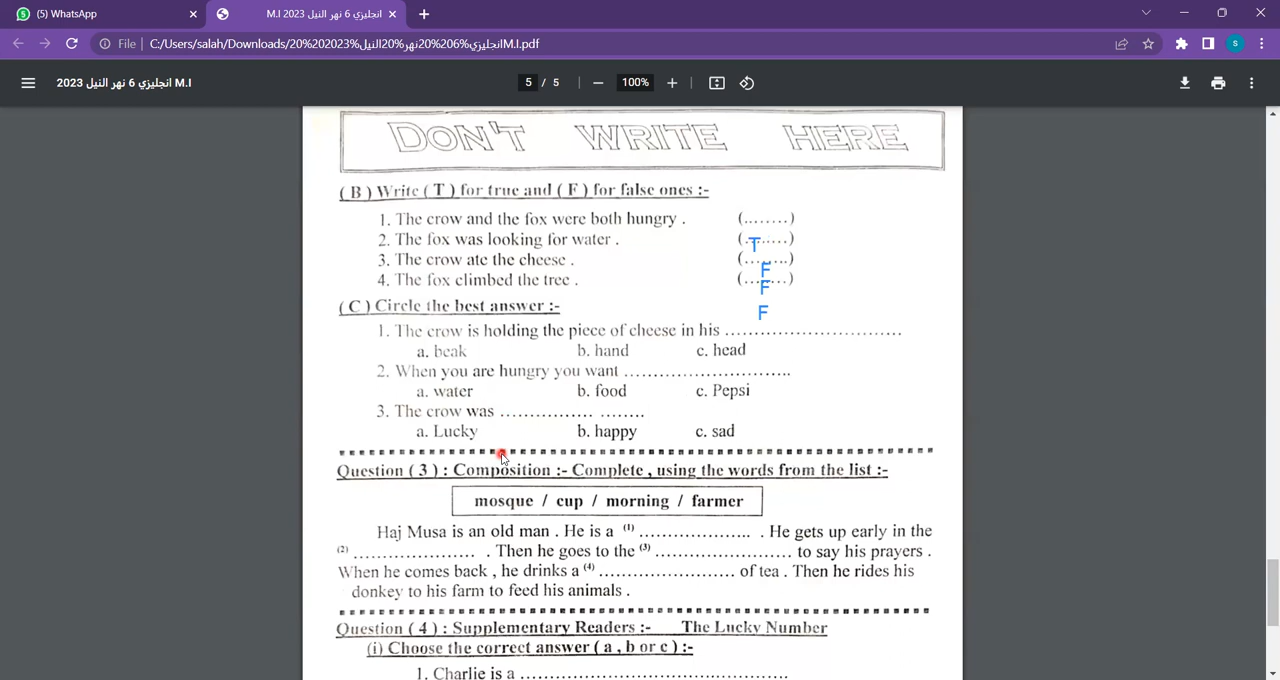 (5) WhatsApp
M.I 2023 انجليزي 6 نهر النيل
File C:/Users/salah/Downloads/20%202023%انجليزي%206%20نهر%20النيلM.I.pdf
2023 انجليزي 6 نهر النيل M.I
5 / 5
100%
S
DON'T WRITE HERE
( B ) Write ( T ) for true and ( F ) for false ones :-
1. The crow and the fox were both hungry . (........)
2. The fox was looking for water . (........)
T
3. The crow ate the cheese . (........)
F
4. The fox climbed the tree . (........)
F
( C ) Circle the best answer :-
F
1. The crow is holding the piece of cheese in his ................................
a. beak b. hand c. head
2. When you are hungry you want ..............................
a. water b. food c. Pepsi
3. The crow was ................ ........
a. Lucky b. happy c. sad
Question ( 3 ) : Composition :- Complete , using the words from the list :-
mosque / cup / morning / farmer
Haj Musa is an old man . He is a (1) .................... . He gets up early in the
(2) ...................... . Then he goes to the (3) ......................... to say his prayers .
When he comes back , he drinks a (4) ......................... of tea . Then he rides his
donkey to his farm to feed his animals .
Question ( 4 ) : Supplementary Readers :- The Lucky Number
(i) Choose the correct answer ( a , b or c ) :-
1. Charlie is a ................................................